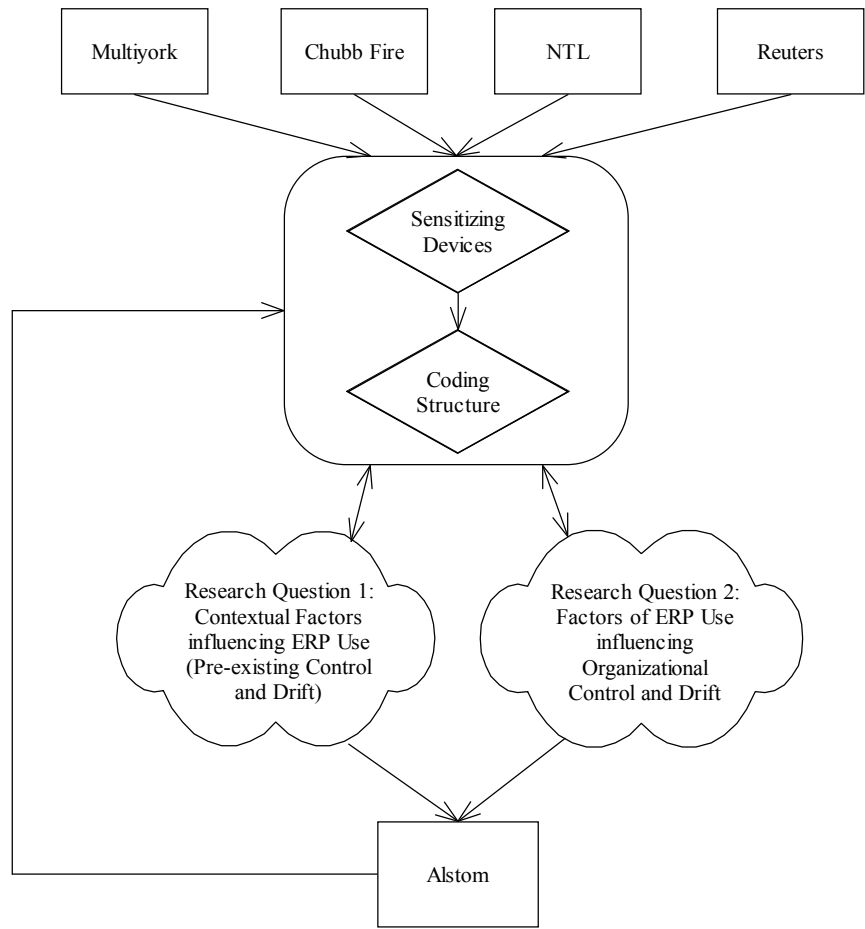 Multiyork
Chubb Fire
NTL
Reuters
Sensitizing
Devices
Coding
Structure
Research Question 1:
Contextual Factors
influencing ERP Use
(Pre-existing Control
and Drift)
Research Question 2:
Factors of ERP Use
influencing
Organizational
Control and Drift
Alstom